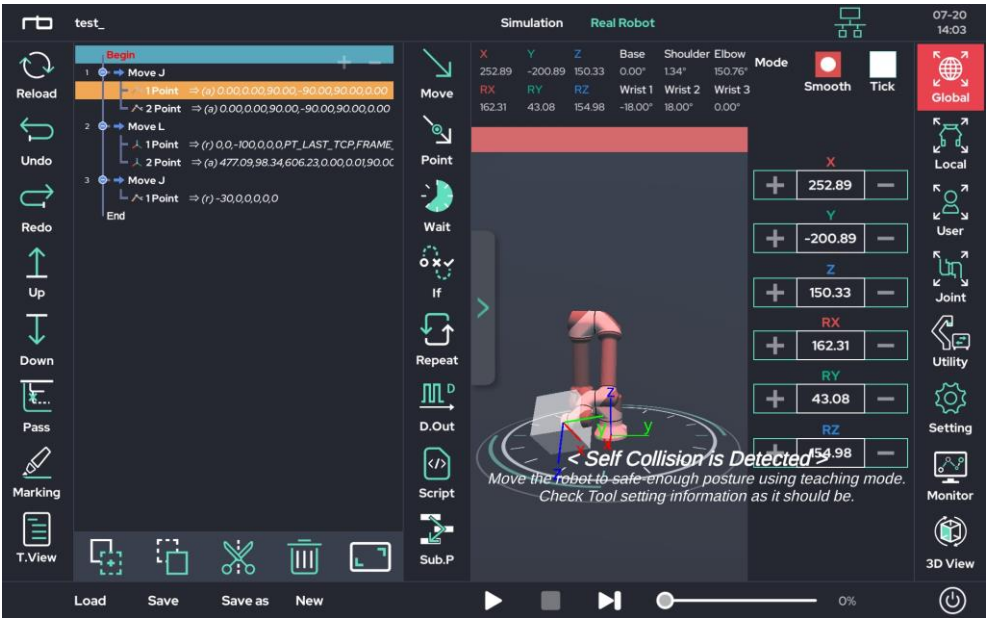 test_
Simulation Real Robot
07-20
14:03
Reload
Undo
Redo
Up
Down
Pass
Marking
T.View
Begin
1 Move J
1 Point ⇒ (a) 0.00,0.00,90.00,-90.00,90.00,0.00
2 Point ⇒ (a) 0.00,0.00,90.00,-90.00,90.00,0.00
2 Move L
1 Point ⇒ (r) 0,0,-100,0,0,0,PT_LAST_TCP,FRAME_
2 Point ⇒ (a) 477.09,98.34,606.23,0.00,0.01,90.00
3 Move J
1 Point ⇒ (r) -30,0,0,0,0,0
End
Move
Point
Wait
If
Repeat
D
D.Out
Script
Sub.P
X Y Z Base Shoulder Elbow
252.89 -200.89 150.33 0.00° 1.34° 150.76°
RX RY RZ Wrist 1 Wrist 2 Wrist 3
162.31 43.08 154.98 -18.00° 18.00° 0.00°
Mode
Smooth Tick
X
+ 252.89 −
Y
+ -200.89 −
Z
+ 150.33 −
RX
+ 162.31 −
RY
+ 43.08 −
RZ
154.98
z
y
y
x
x
z
< Self Collision is Detected >
Move the robot to safe-enough posture using teaching mode.
Check Tool setting information as it should be.
Global
Local
User
Joint
Utility
Setting
Monitor
3D View
Load Save Save as New
0%